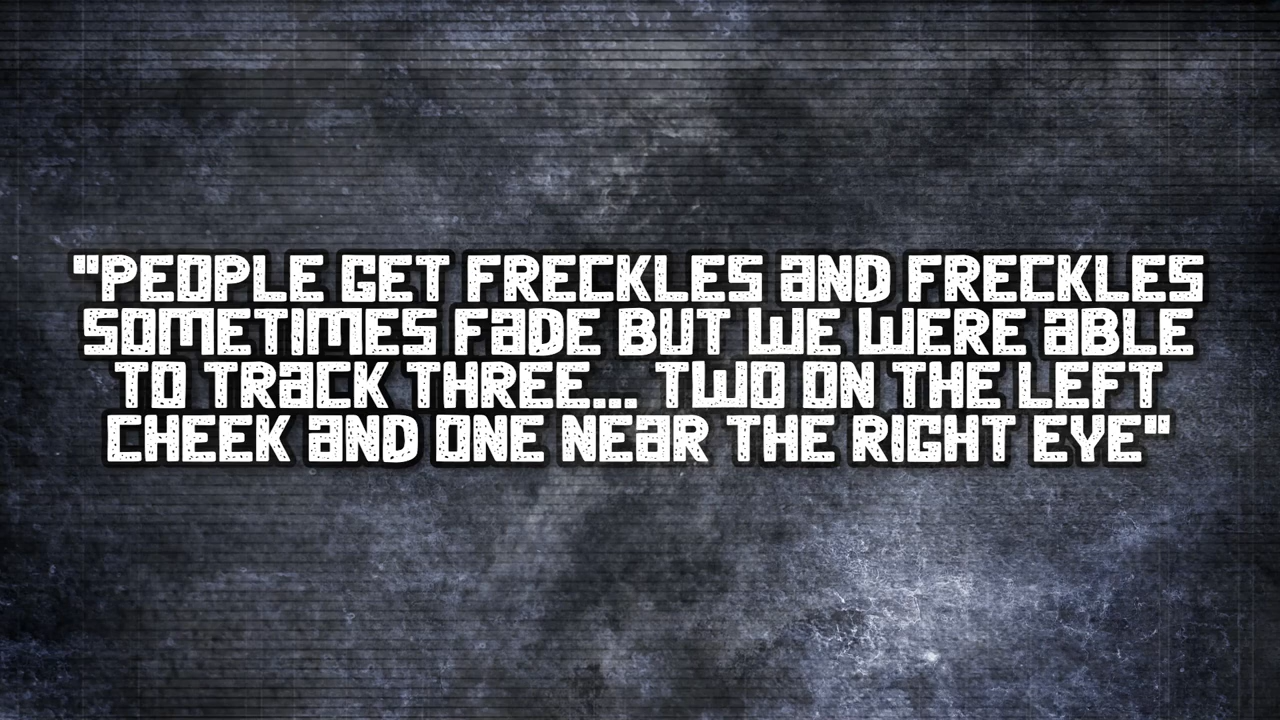 "PEOPLE GET FRECKLES aND FRECKLES
SOMETIMES FaDE BUT WE WERE aBLE
TO TRaCK THREE... TWO ON THE LEFT
CHEEK aND ONE NEaR THE RIGHT EYE"